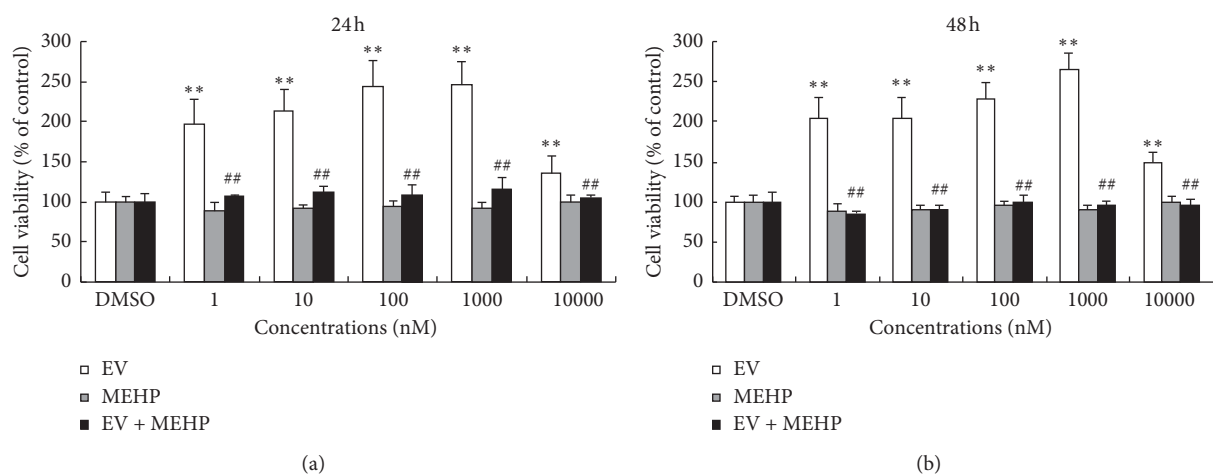 24 h
Cell viability (% of control)
300
250
200
150
100
50
0
** ** ** ** **
## ## ## ## ##
DMSO 1 10 100 1000 10000
Concentrations (nM)
EV
MEHP
EV + MEHP
(a)
48 h
Cell viability (% of control)
300
250
200
150
100
50
0
** ** ** ** **
## ## ## ## ##
DMSO 1 10 100 1000 10000
Concentrations (nM)
EV
MEHP
EV + MEHP
(b)